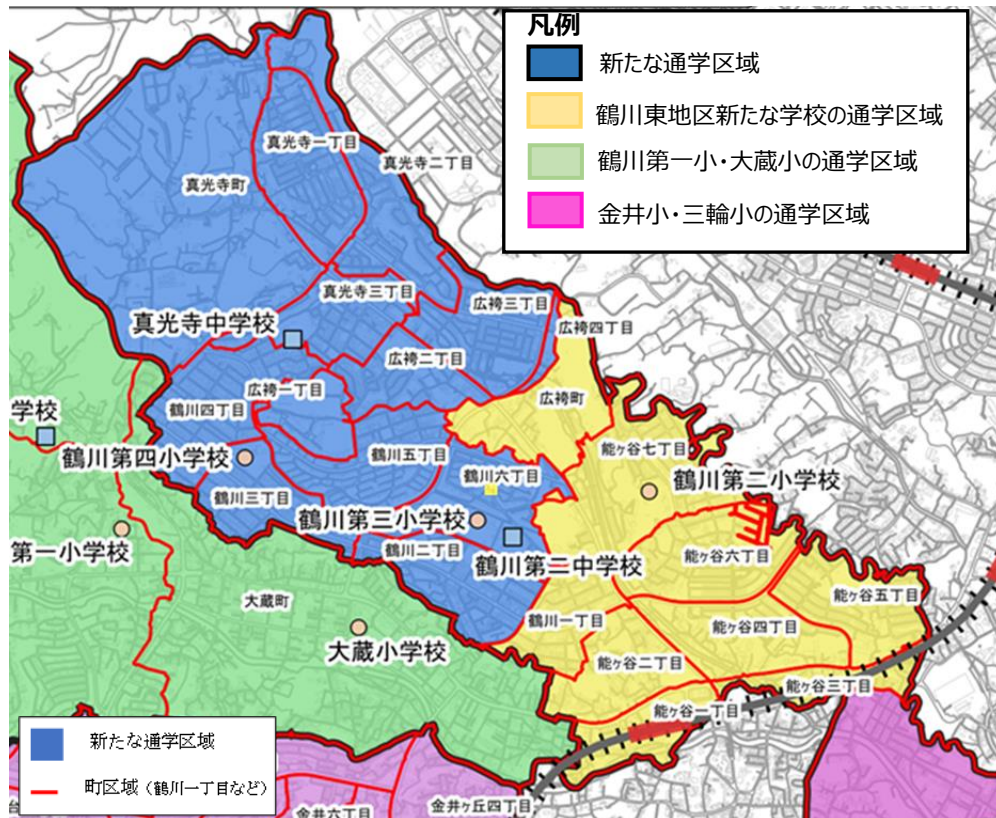 凡例
新たな通学区域
鶴川東地区新たな学校の通学区域
鶴川第一小・大蔵小の通学区域
金井小・三輪小の通学区域
真光寺一丁目
真光寺二丁目
真光寺町
真光寺三丁目
広袴三丁目
広袴四丁目
真光寺中学校
広袴二丁目
広袴一丁目
広袴町
鶴川四丁目
学校
鶴川五丁目
能ヶ谷七丁目
鶴川第四小学校
鶴川六丁目
鶴川第二小学校
鶴川三丁目
鶴川第三小学校
第一小学校
鶴川二丁目
鶴川第二中学校
能ヶ谷六丁目
能ヶ谷五丁目
大蔵町
鶴川一丁目
能ヶ谷四丁目
大蔵小学校
能ヶ谷二丁目
能ヶ谷三丁目
能ヶ谷一丁目
新たな通学区域
町区域（鶴川一丁目など）
金井ヶ丘四丁目
金井六丁目